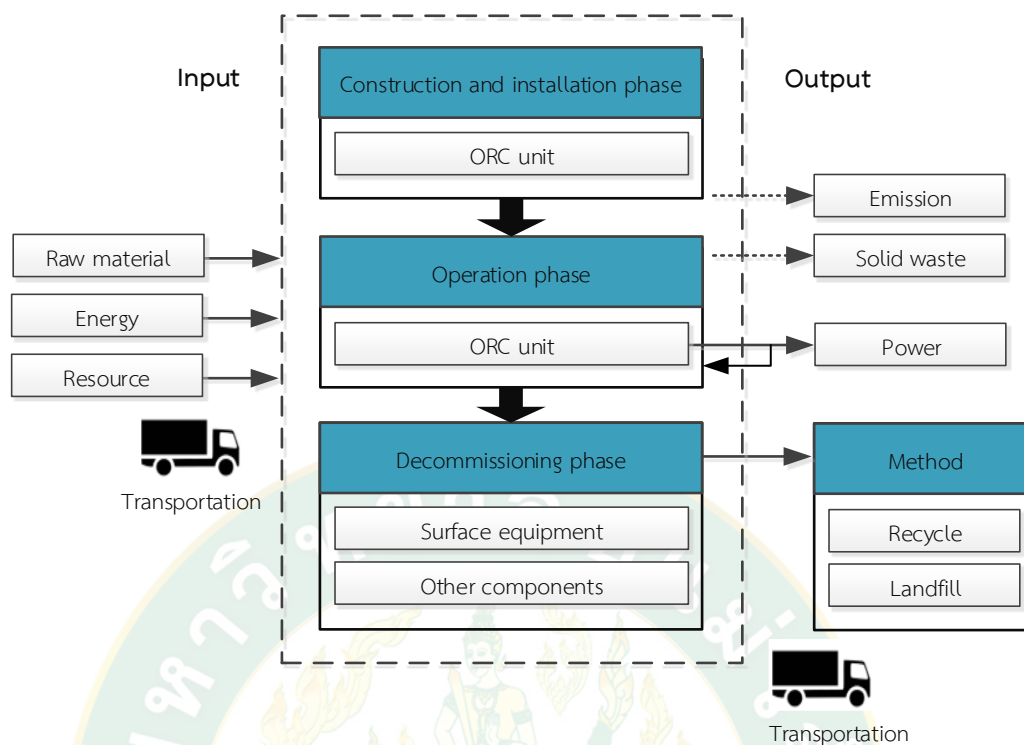 Input
Output
Construction and installation phase
ORC unit
Emission
Solid waste
Raw material
Energy
Resource
Operation phase
ORC unit
Power
Transportation
Decommissioning phase
Surface equipment
Other components
Method
Recycle
Landfill
Transportation